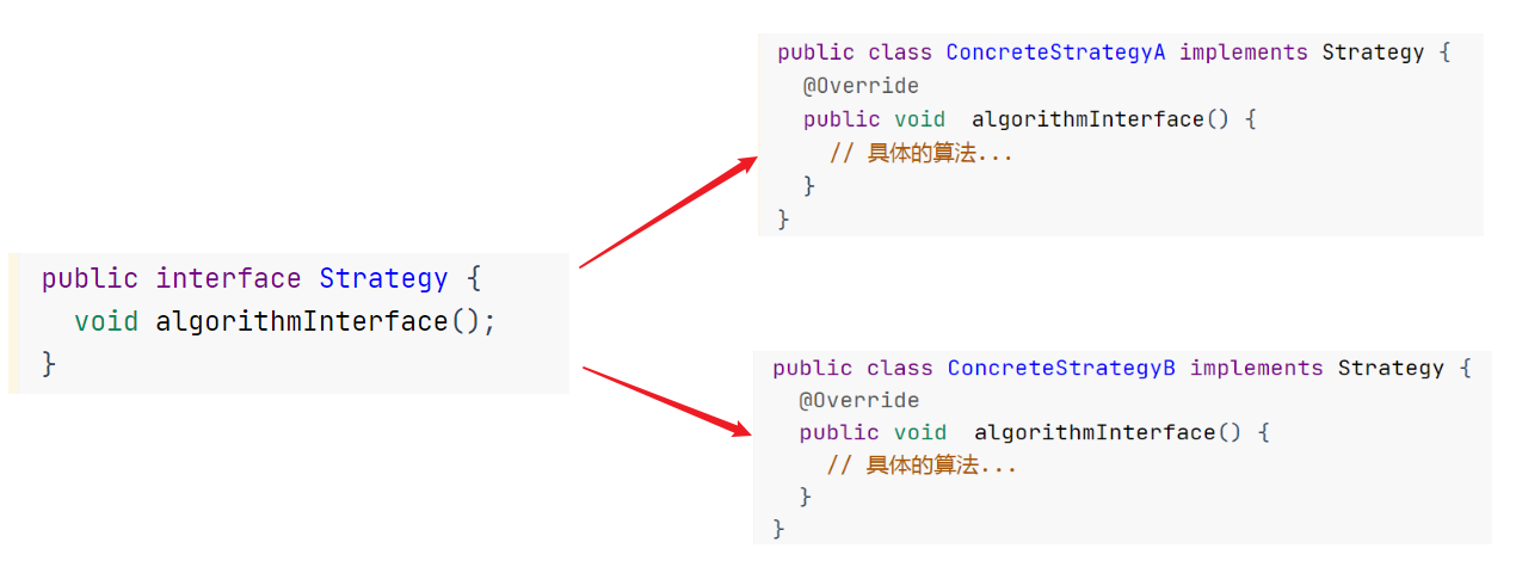 public interface Strategy {
  void algorithmInterface();
}
public class ConcreteStrategyA implements Strategy {
  @Override
  public void  algorithmInterface() {
    // 具体的算法...
  }
}
public class ConcreteStrategyB implements Strategy {
  @Override
  public void  algorithmInterface() {
    // 具体的算法...
  }
}